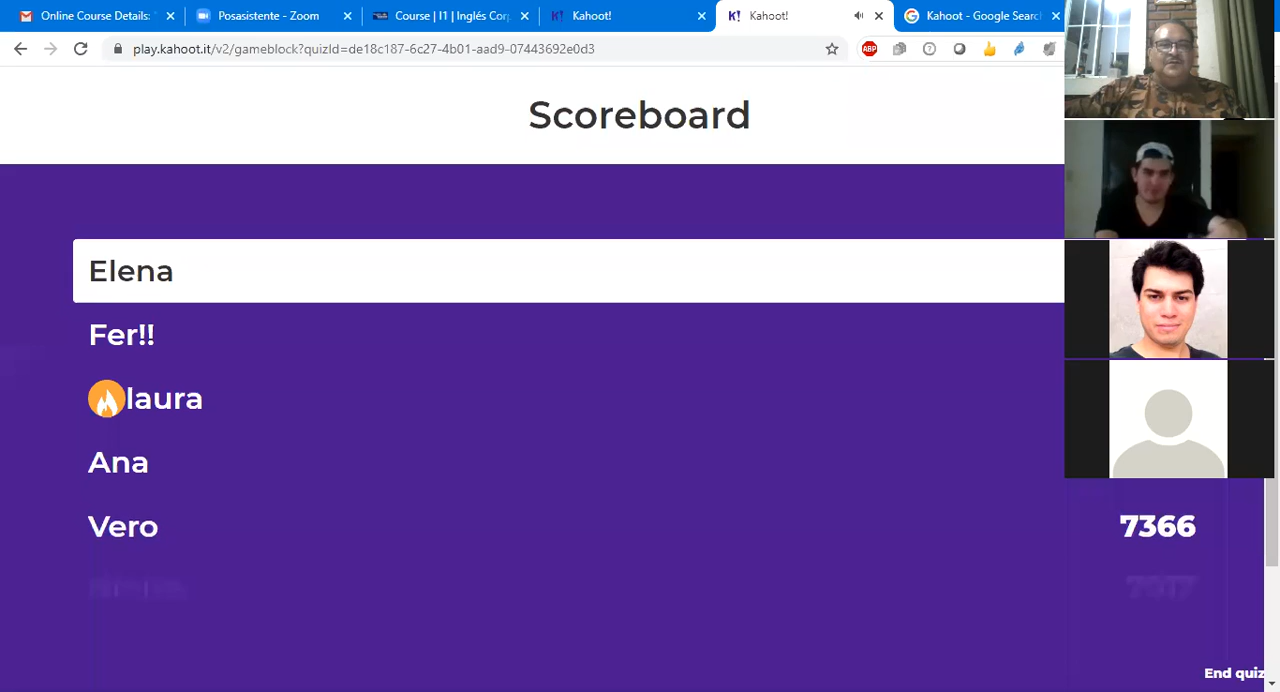 Online Course Details: "
Posasistente - Zoom
Course | I1 | Inglés Corp
Kahoot!
Kahoot!
Kahoot - Google Search
play.kahoot.it/v2/gameblock?quizId=de18c187-6c27-4b01-aad9-07443692e0d3
ABP
Scoreboard
Elena
Fer!!
laura
Ana
Vero 7366
End quiz